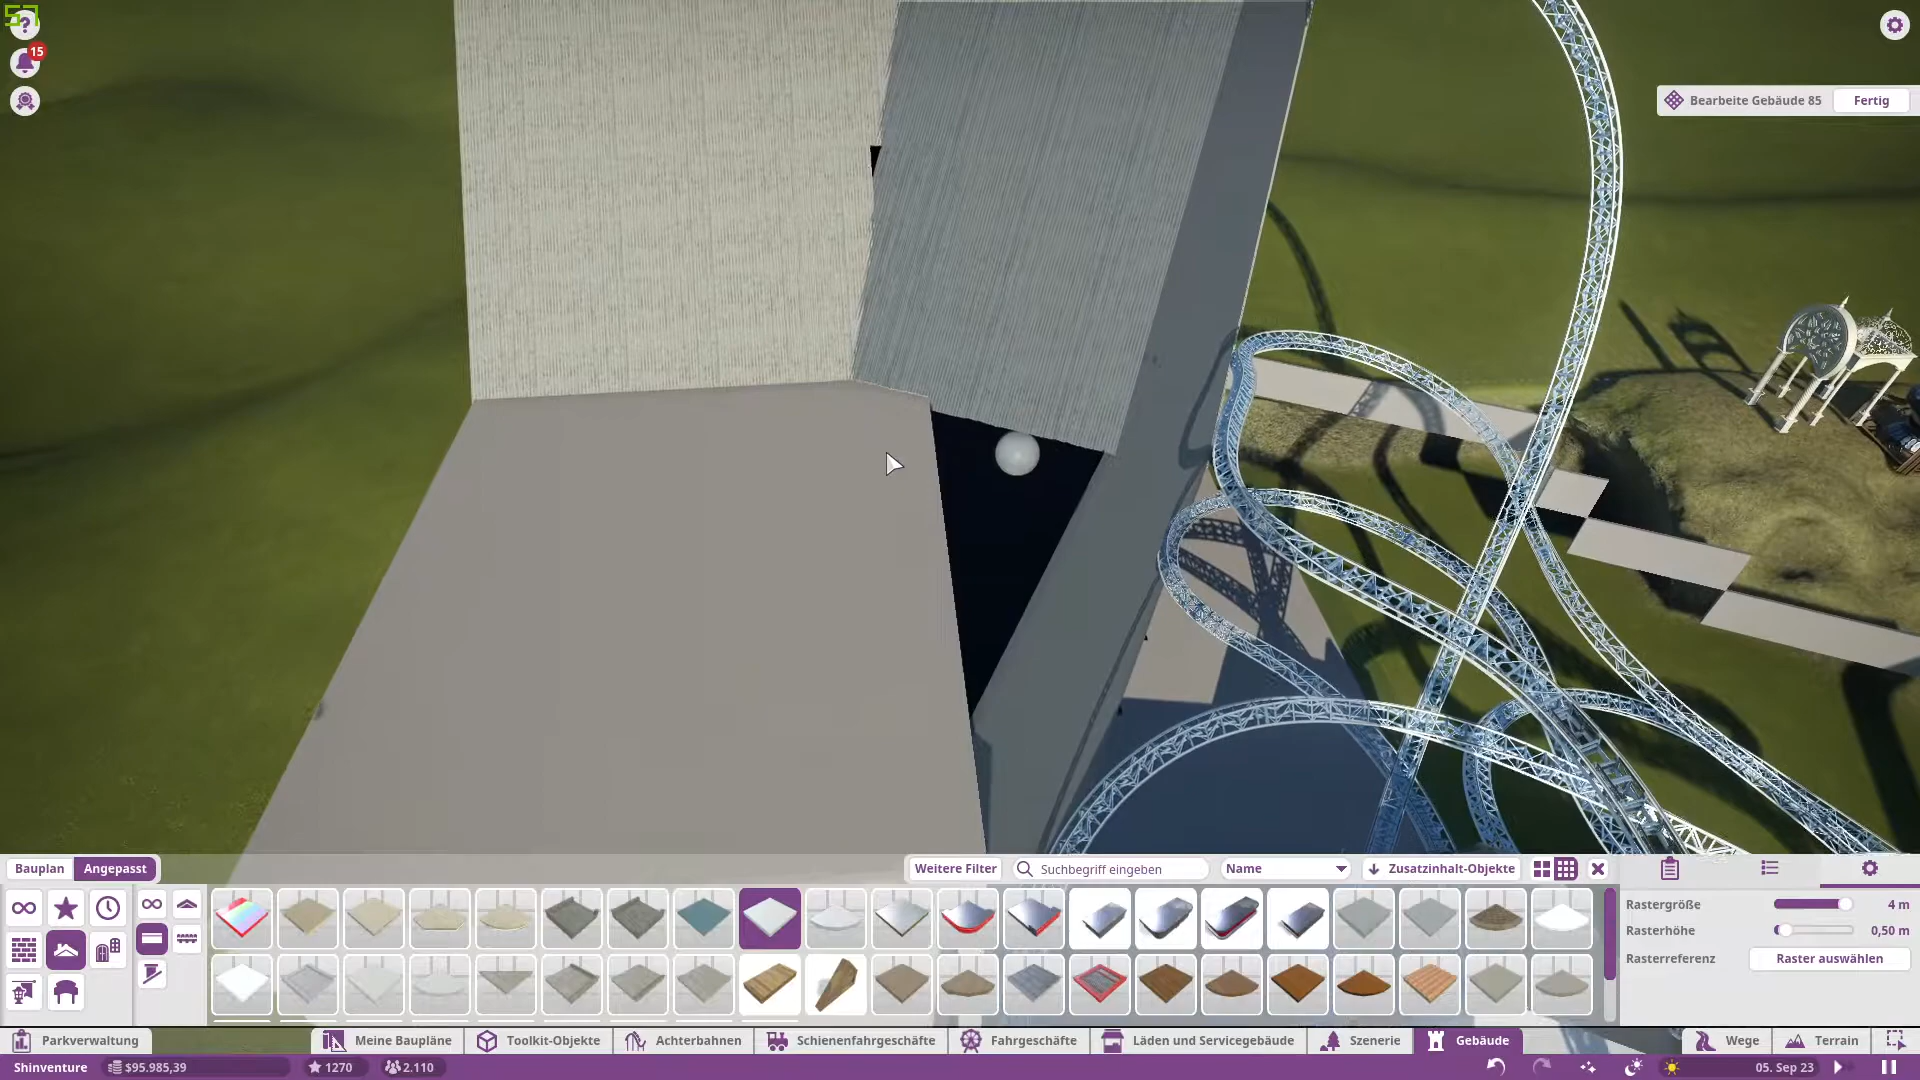 57
?
15
Bearbeite Gebäude 85
Fertig
Bauplan
Angepasst
Weitere Filter
Suchbegriff eingeben
Name
Zusatzinhalt-Objekte
Rastergröße
4 m
Rasterhöhe
0,50 m
Rasterreferenz
Raster auswählen
Parkverwaltung
Meine Baupläne
Toolkit-Objekte
Achterbahnen
Schienenfahrgeschäfte
Fahrgeschäfte
Läden und Servicegebäude
Szenerie
Gebäude
Wege
Terrain
Shinventure
$95.985,39
1270
2.110
05. Sep 23